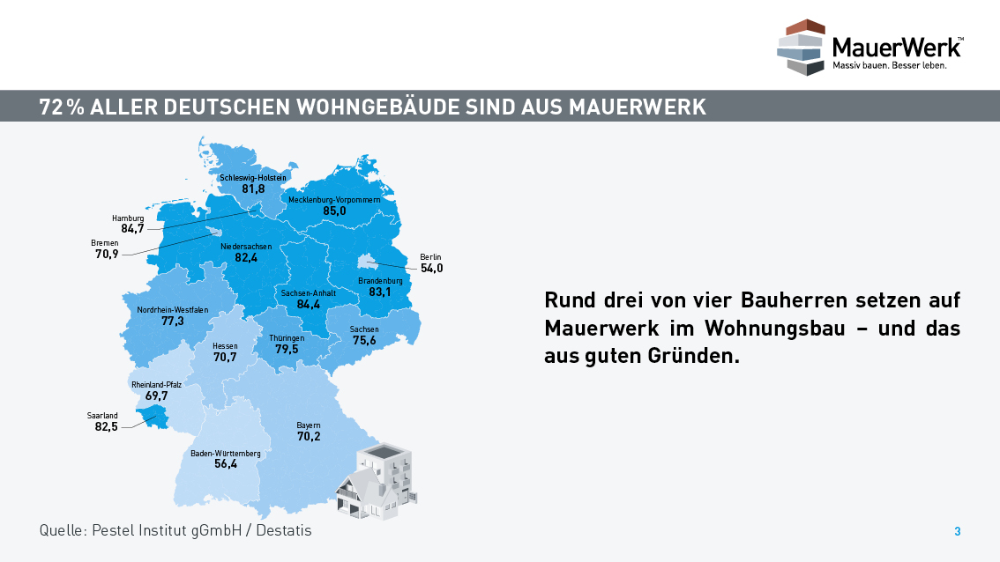 MauerWerk™
Massiv bauen. Besser leben.
72 % ALLER DEUTSCHEN WOHNGEBÄUDE SIND AUS MAUERWERK
Schleswig-Holstein
81,8
Mecklenburg-Vorpommern
85,0
Hamburg
84,7
Bremen
70,9
Niedersachsen
82,4
Berlin
54,0
Brandenburg
83,1
Sachsen-Anhalt
84,4
Nordrhein-Westfalen
77,3
Sachsen
75,6
Thüringen
79,5
Hessen
70,7
Rheinland-Pfalz
69,7
Saarland
82,5
Bayern
70,2
Baden-Württemberg
56,4
Rund drei von vier Bauherren setzen auf
Mauerwerk im Wohnungsbau – und das
aus guten Gründen.
Quelle: Pestel Institut gGmbH / Destatis
3